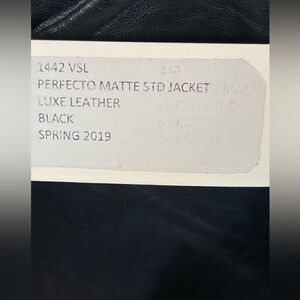 1442 VSL
PERFECTO MATTE STD JACKET
LUXE LEATHER
BLACK
SPRING 2019